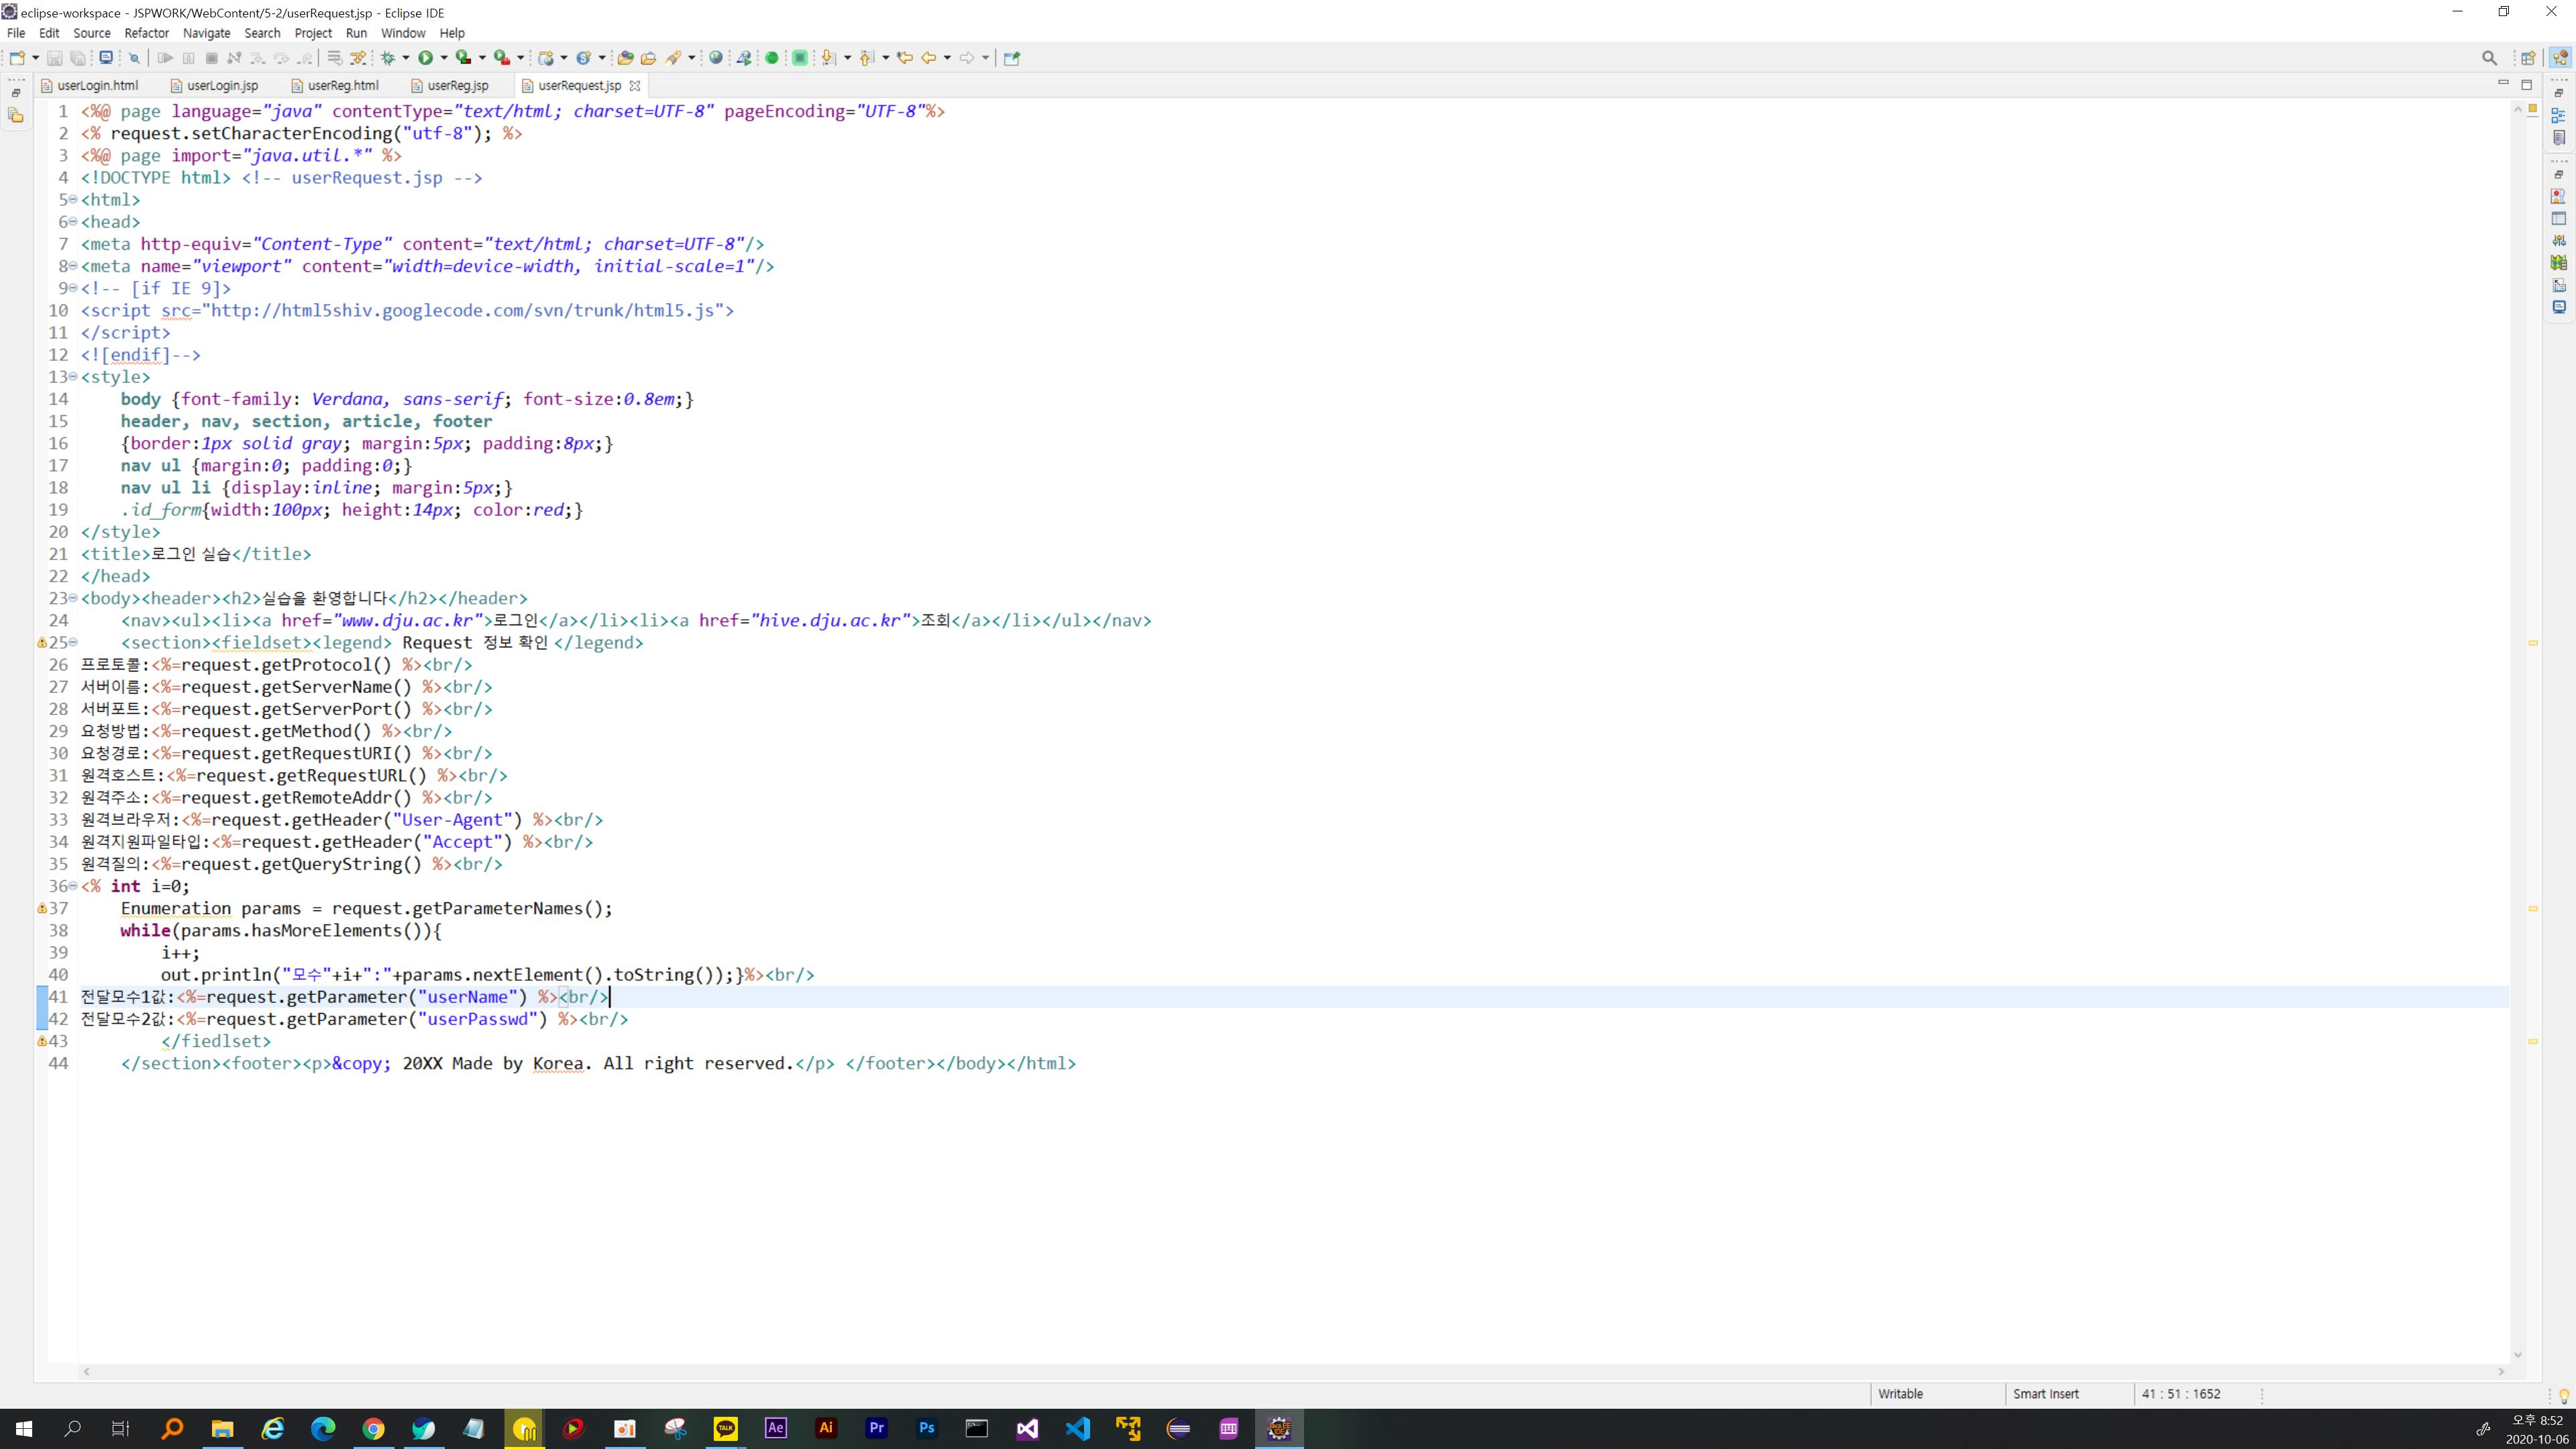 eclipse-workspace - JSPWORK/WebContent/5-2/userRequest.jsp - Eclipse IDE
File Edit Source Refactor Navigate Search Project Run Window Help
userLogin.html userLogin.jsp userReg.html userReg.jsp userRequest.jsp
1 <%@ page language="java" contentType="text/html; charset=UTF-8" pageEncoding="UTF-8"%>
2 <% request.setCharacterEncoding("utf-8"); %>
3 <%@ page import="java.util.*" %>
4 <!DOCTYPE html> <!-- userRequest.jsp -->
5 <html>
6 <head>
7 <meta http-equiv="Content-Type" content="text/html; charset=UTF-8"/>
8 <meta name="viewport" content="width=device-width, initial-scale=1"/>
9 <!-- [if IE 9]>
10 <script src="http://html5shiv.googlecode.com/svn/trunk/html5.js">
11 </script>
12 <![endif]-->
13 <style>
14 body {font-family: Verdana, sans-serif; font-size:0.8em;}
15 header, nav, section, article, footer
16 {border:1px solid gray; margin:5px; padding:8px;}
17 nav ul {margin:0; padding:0;}
18 nav ul li {display:inline; margin:5px;}
19 .id_form{width:100px; height:14px; color:red;}
20 </style>
21 <title>로그인 실습</title>
22 </head>
23 <body><header><h2>실습을 환영합니다</h2></header>
24 <nav><ul><li><a href="www.dju.ac.kr">로그인</a></li><li><a href="hive.dju.ac.kr">조회</a></li></ul></nav>
25 <section><fieldset><legend> Request 정보 확인 </legend>
26 프로토콜:<%=request.getProtocol() %><br/>
27 서버이름:<%=request.getServerName() %><br/>
28 서버포트:<%=request.getServerPort() %><br/>
29 요청방법:<%=request.getMethod() %><br/>
30 요청경로:<%=request.getRequestURI() %><br/>
31 원격호스트:<%=request.getRequestURL() %><br/>
32 원격주소:<%=request.getRemoteAddr() %><br/>
33 원격브라우저:<%=request.getHeader("User-Agent") %><br/>
34 원격지원파일타입:<%=request.getHeader("Accept") %><br/>
35 원격질의:<%=request.getQueryString() %><br/>
36 <% int i=0;
37 Enumeration params = request.getParameterNames();
38 while(params.hasMoreElements()){
39 i++;
40 out.println("모수"+i+":"+params.nextElement().toString());}%><br/>
41 전달모수1값:<%=request.getParameter("userName") %><br/>
42 전달모수2값:<%=request.getParameter("userPasswd") %><br/>
43 </fiedlset>
44 </section><footer><p>&copy; 20XX Made by Korea. All right reserved.</p> </footer></body></html>
Writable Smart Insert 41 : 51 : 1652
TALK Ae Ai Pr Ps
오후 8:52
2020-10-06